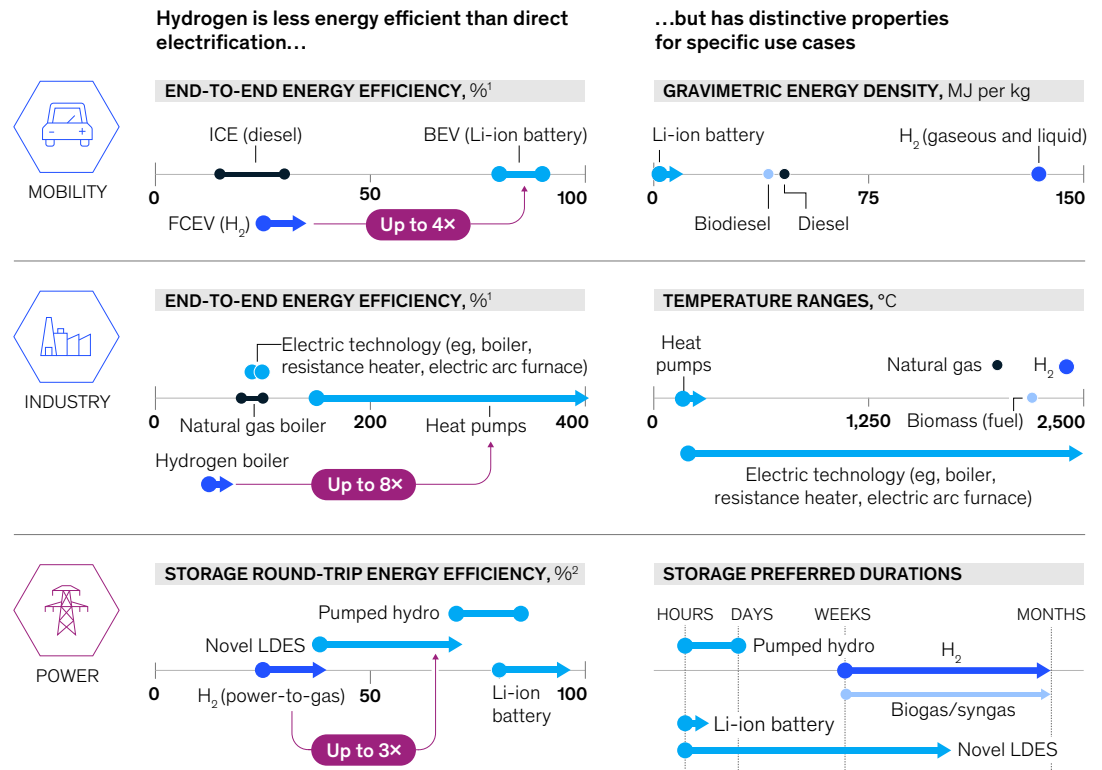 Hydrogen is less energy efficient than direct
electrification…
…but has distinctive properties
for specific use cases
MOBILITY
END-TO-END ENERGY EFFICIENCY, %¹
ICE (diesel)
BEV (Li-ion battery)
0
50
100
FCEV (H₂)
Up to 4×
GRAVIMETRIC ENERGY DENSITY, MJ per kg
Li-ion battery
H₂ (gaseous and liquid)
0
75
150
Biodiesel
Diesel
INDUSTRY
END-TO-END ENERGY EFFICIENCY, %¹
Electric technology (eg, boiler,
resistance heater, electric arc furnace)
0
200
400
Natural gas boiler
Heat pumps
Hydrogen boiler
Up to 8×
TEMPERATURE RANGES, °C
Heat
pumps
Natural gas
H₂
0
1,250
Biomass (fuel)
2,500
Electric technology (eg, boiler,
resistance heater, electric arc furnace)
POWER
STORAGE ROUND-TRIP ENERGY EFFICIENCY, %²
Pumped hydro
Novel LDES
0
50
100
H₂ (power-to-gas)
Li-ion
battery
Up to 3×
STORAGE PREFERRED DURATIONS
HOURS
DAYS
WEEKS
MONTHS
Pumped hydro
H₂
Biogas/syngas
Li-ion battery
Novel LDES